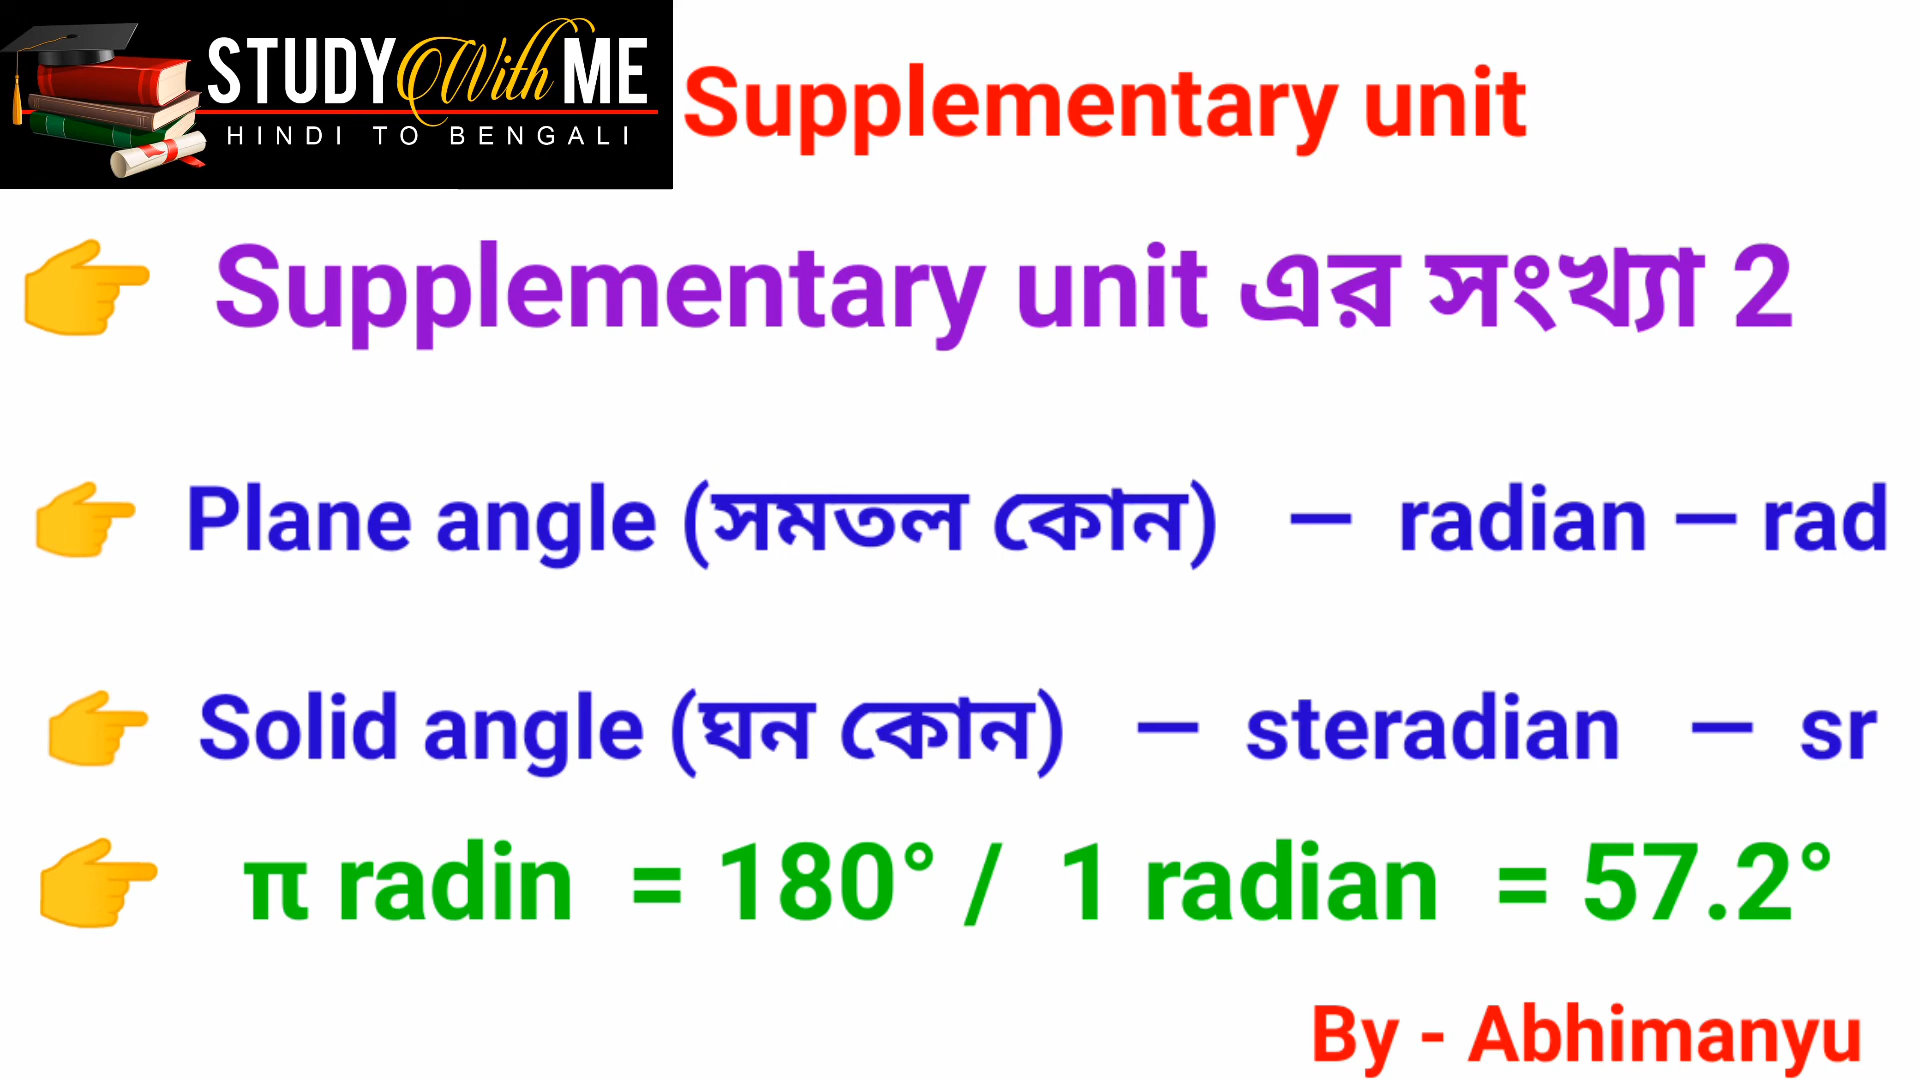 STUDY With ME
HINDI TO BENGALI
Supplementary unit
👉 Supplementary unit এর সংখ্যা 2
👉 Plane angle (সমতল কোন) — radian — rad
👉 Solid angle (ঘন কোন) — steradian — sr
👉 π radin = 180° / 1 radian = 57.2°
By - Abhimanyu